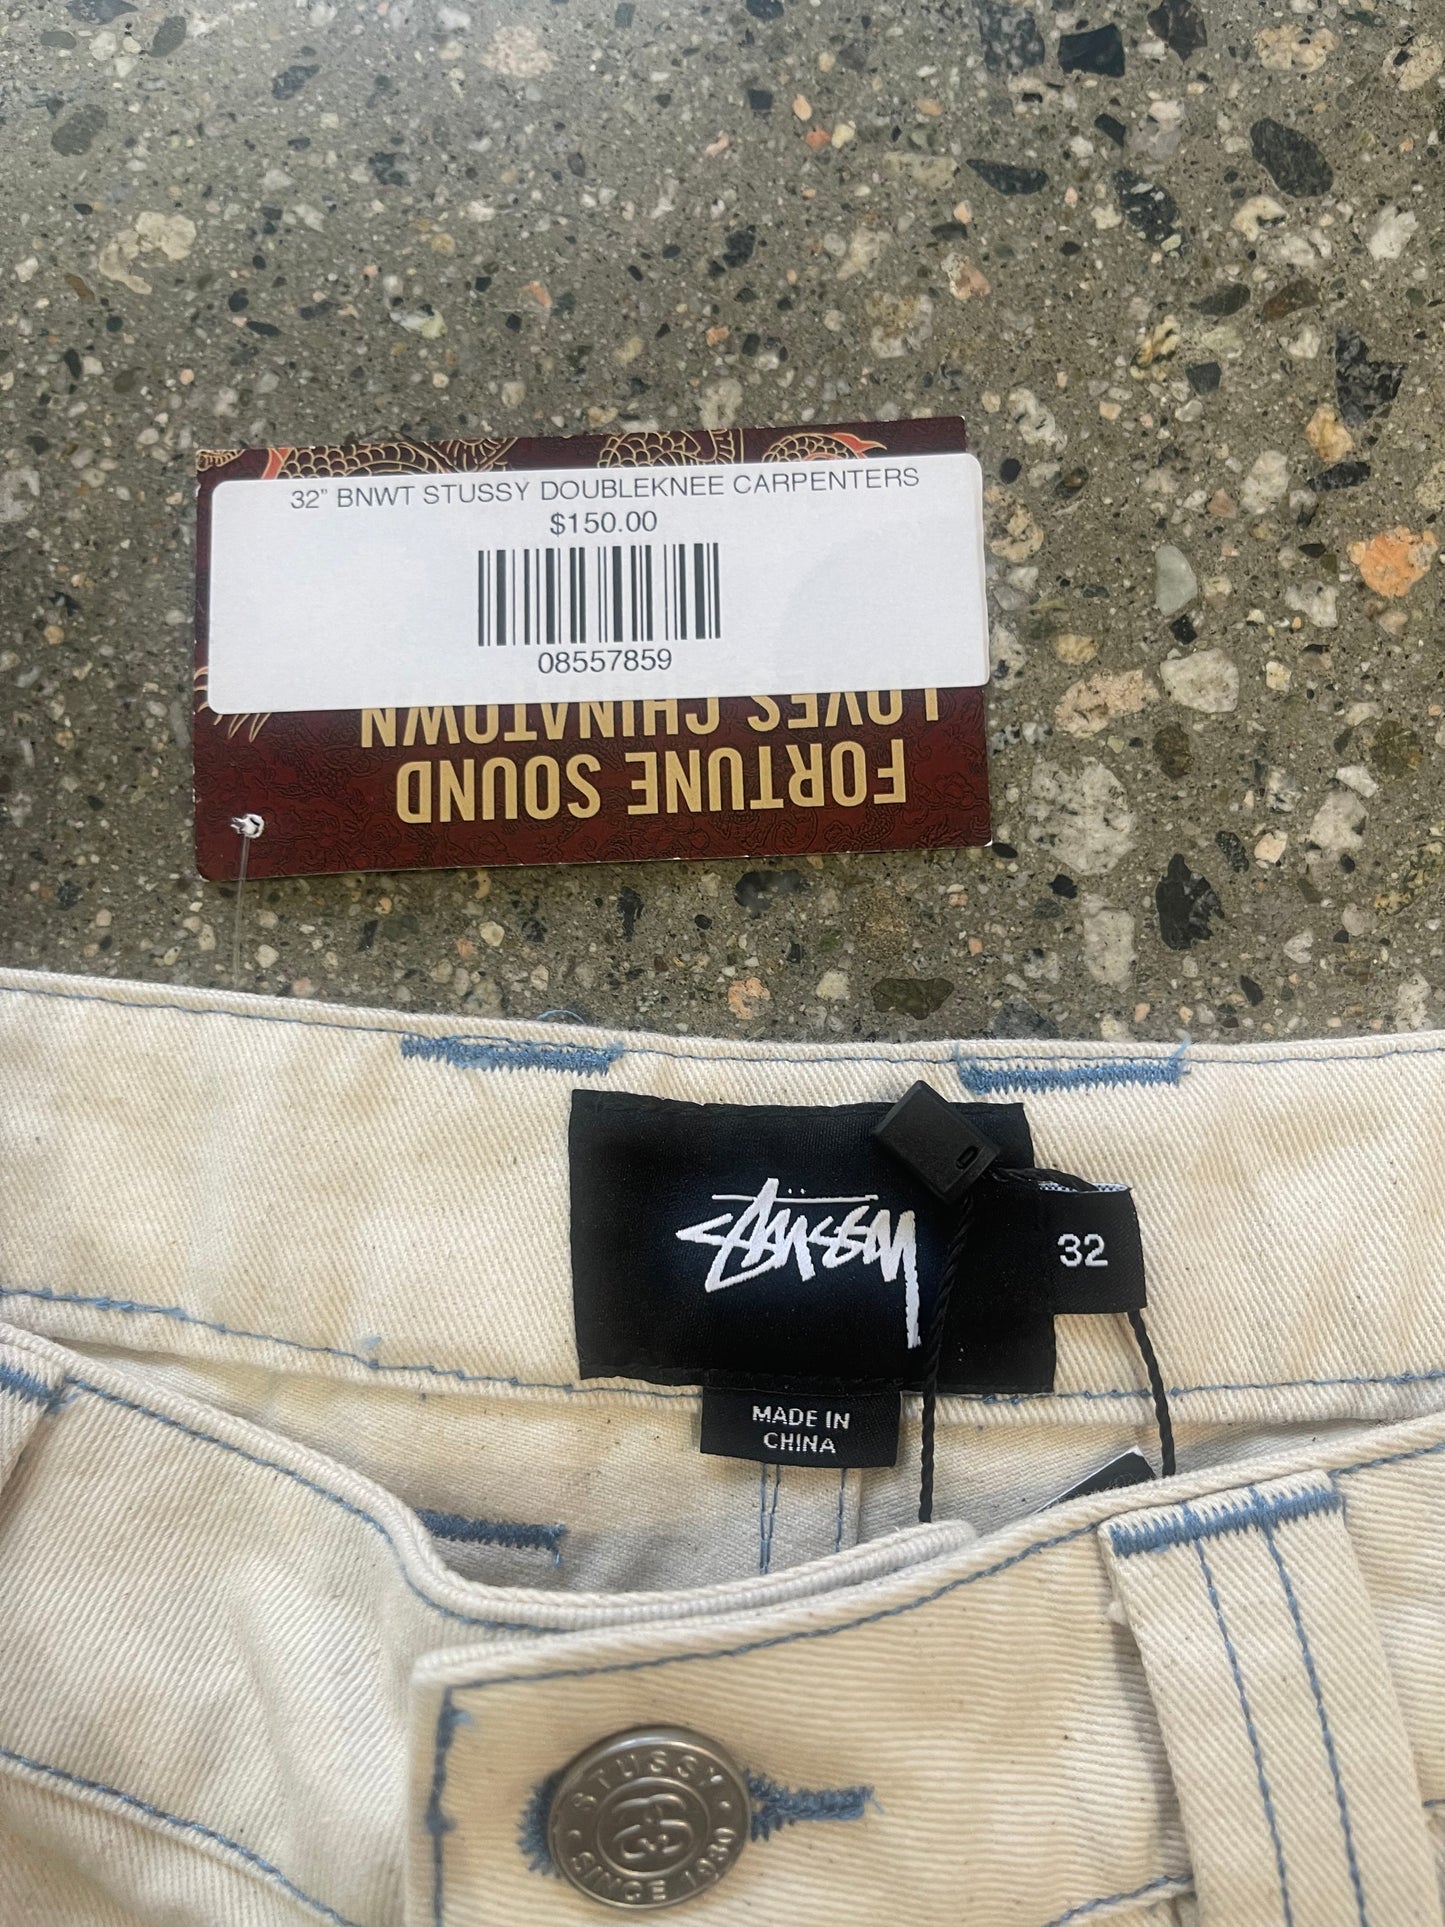 32” BNWT STUSSY DOUBLEKNEE CARPENTERS
$150.00
08557859
FORTUNE SOUND
LOVES CHINATOWN
Stüssy
32
MADE IN
CHINA
STUSSY
SINCE 1980